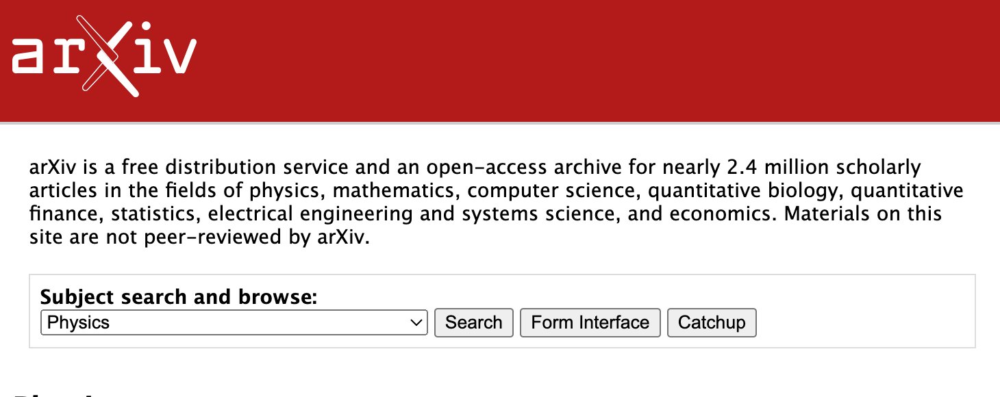 arXiv
arXiv is a free distribution service and an open-access archive for nearly 2.4 million scholarly
articles in the fields of physics, mathematics, computer science, quantitative biology, quantitative
finance, statistics, electrical engineering and systems science, and economics. Materials on this
site are not peer-reviewed by arXiv.
Subject search and browse:
Physics Search Form Interface Catchup